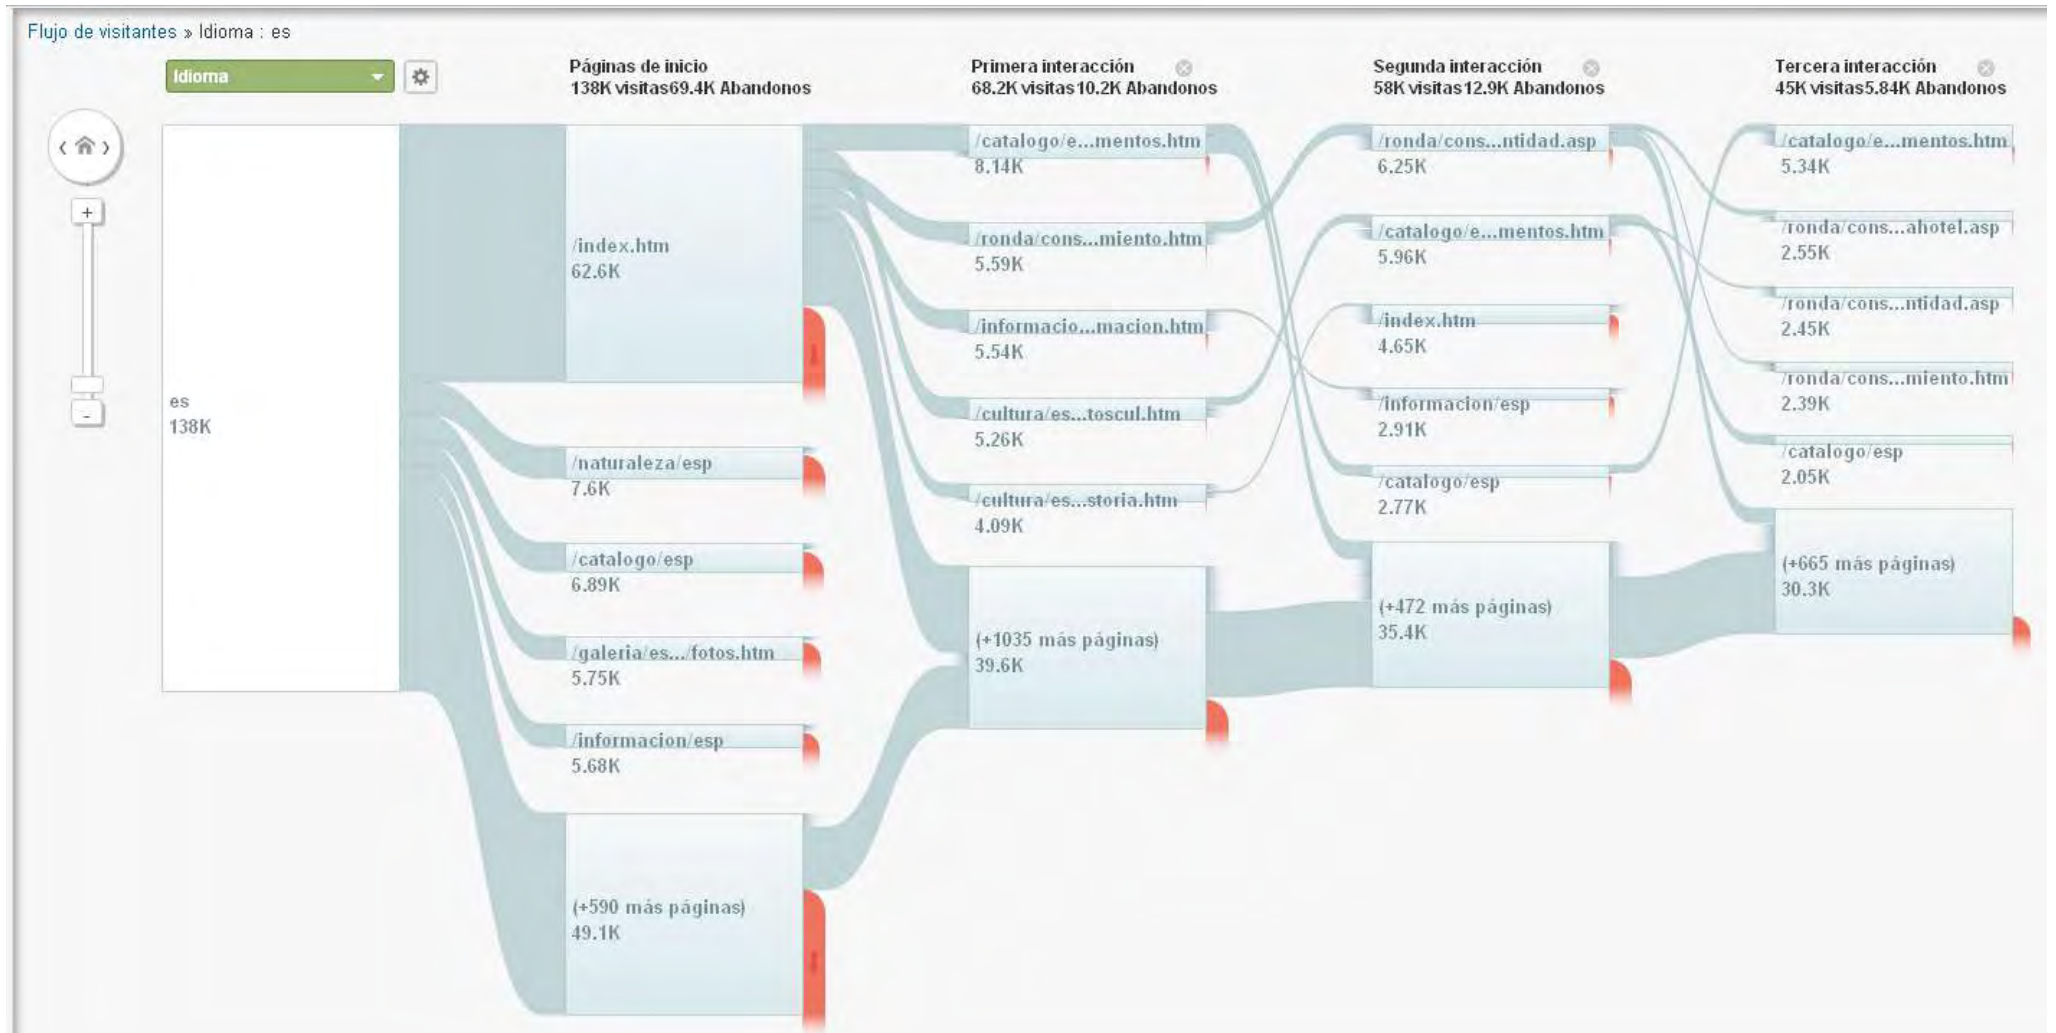 Flujo de visitantes » Idioma : es
Idioma
Páginas de inicio
138K visitas69.4K Abandonos
Primera interacción
68.2K visitas10.2K Abandonos
Segunda interacción
58K visitas12.9K Abandonos
Tercera interacción
45K visitas5.84K Abandonos
+
-
es
138K
/index.htm
62.6K
/naturaleza/esp
7.6K
/catalogo/esp
6.89K
/galeria/es.../fotos.htm
5.75K
/informacion/esp
5.68K
(+590 más páginas)
49.1K
/catalogo/e...mentos.htm
8.14K
/ronda/cons...miento.htm
5.59K
/informacio...macion.htm
5.54K
/cultura/es...toscul.htm
5.26K
/cultura/es...storia.htm
4.09K
(+1035 más páginas)
39.6K
/ronda/cons...ntidad.asp
6.25K
/catalogo/e...mentos.htm
5.96K
/index.htm
4.65K
/informacion/esp
2.91K
/catalogo/esp
2.77K
(+472 más páginas)
35.4K
/catalogo/e...mentos.htm
5.34K
/ronda/cons...ahotel.asp
2.55K
/ronda/cons...ntidad.asp
2.45K
/ronda/cons...miento.htm
2.39K
/catalogo/esp
2.05K
(+665 más páginas)
30.3K